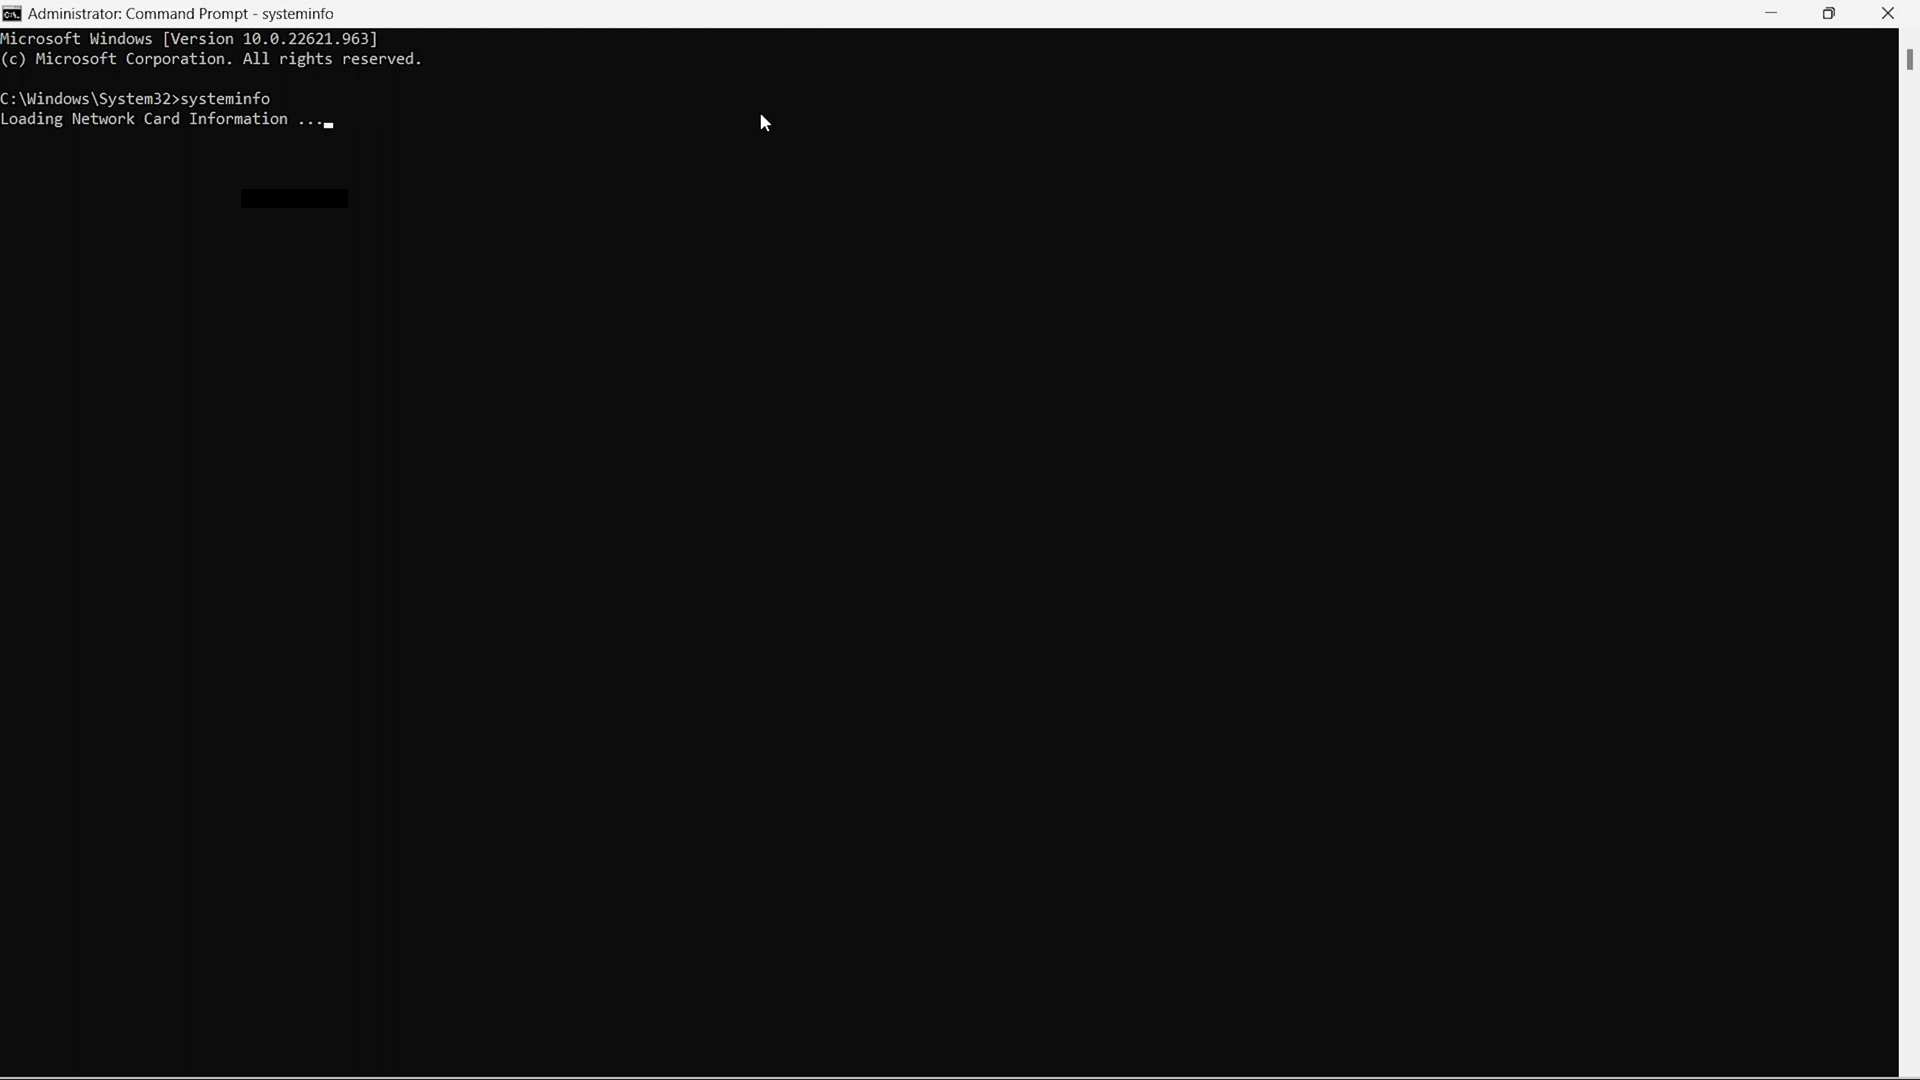 Administrator: Command Prompt - systeminfo
Microsoft Windows [Version 10.0.22621.963]
(c) Microsoft Corporation. All rights reserved.
C:\Windows\System32>systeminfo
Loading Network Card Information ...